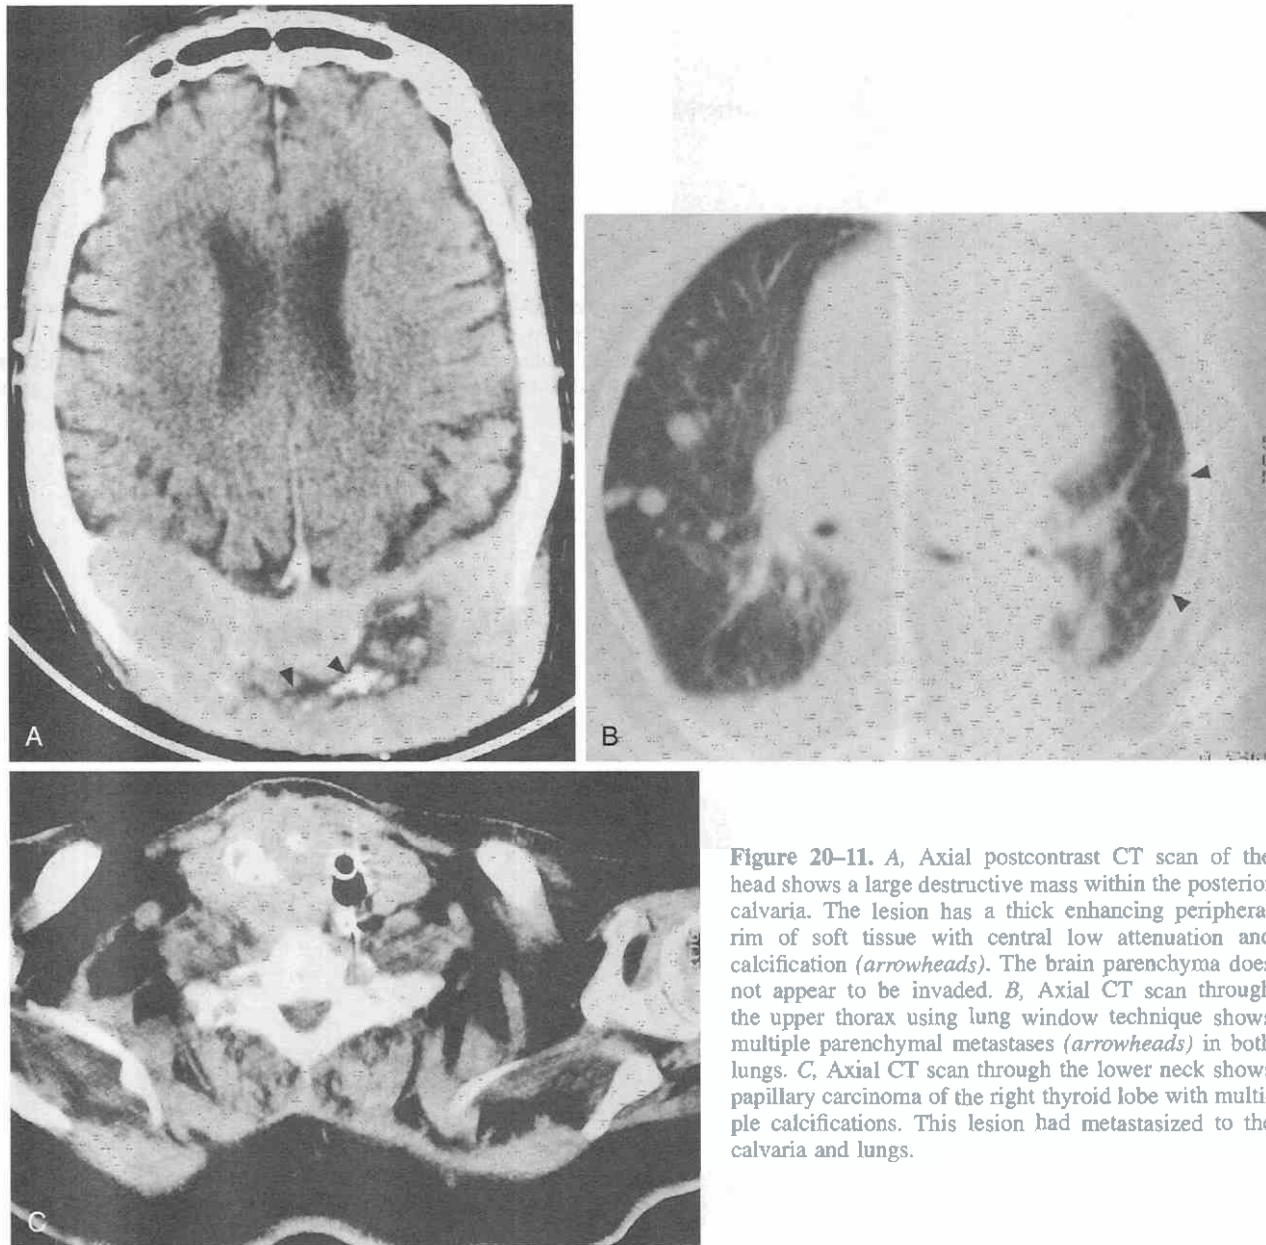 A
B
C
Figure 20–11. A, Axial postcontrast CT scan of the
head shows a large destructive mass within the posterior
calvaria. The lesion has a thick enhancing peripheral
rim of soft tissue with central low attenuation and
calcification (arrowheads). The brain parenchyma does
not appear to be invaded. B, Axial CT scan through
the upper thorax using lung window technique shows
multiple parenchymal metastases (arrowheads) in both
lungs. C, Axial CT scan through the lower neck shows
papillary carcinoma of the right thyroid lobe with multi-
ple calcifications. This lesion had metastasized to the
calvaria and lungs.